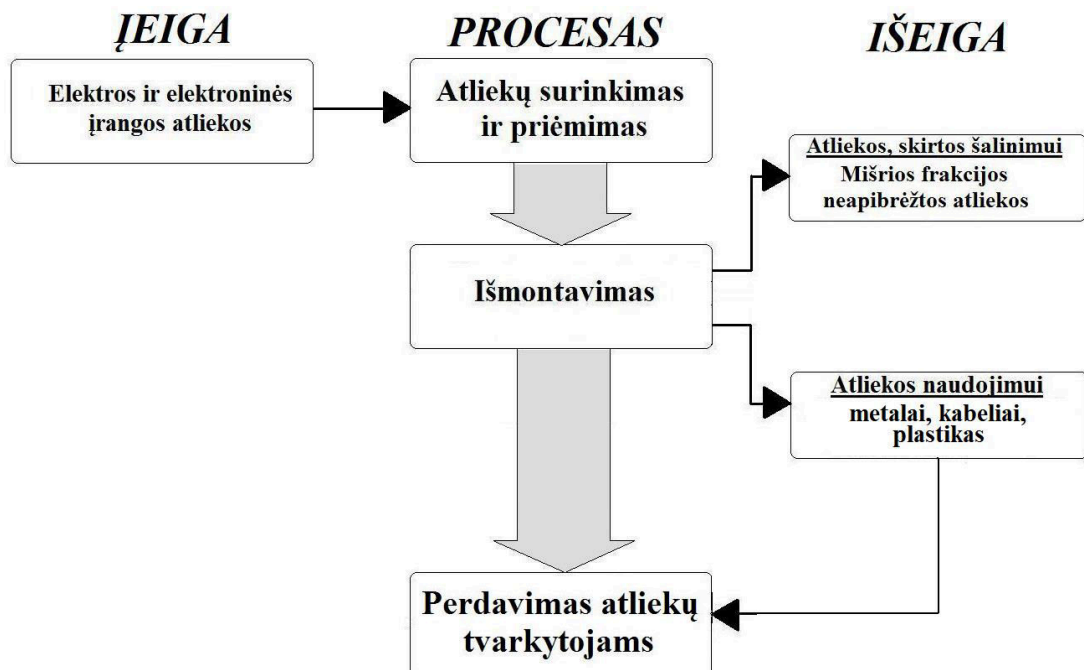 ĮEIGA
PROCESAS
IŠEIGA
Elektros ir elektroninės
įrangos atliekos
Atliekų surinkimas
ir priėmimas
Atliekos, skirtos šalinimui
Mišrios frakcijos
neapibrėžtos atliekos
Išmontavimas
Atliekos naudojimui
metalai, kabeliai,
plastikas
Perdavimas atliekų
tvarkytojams